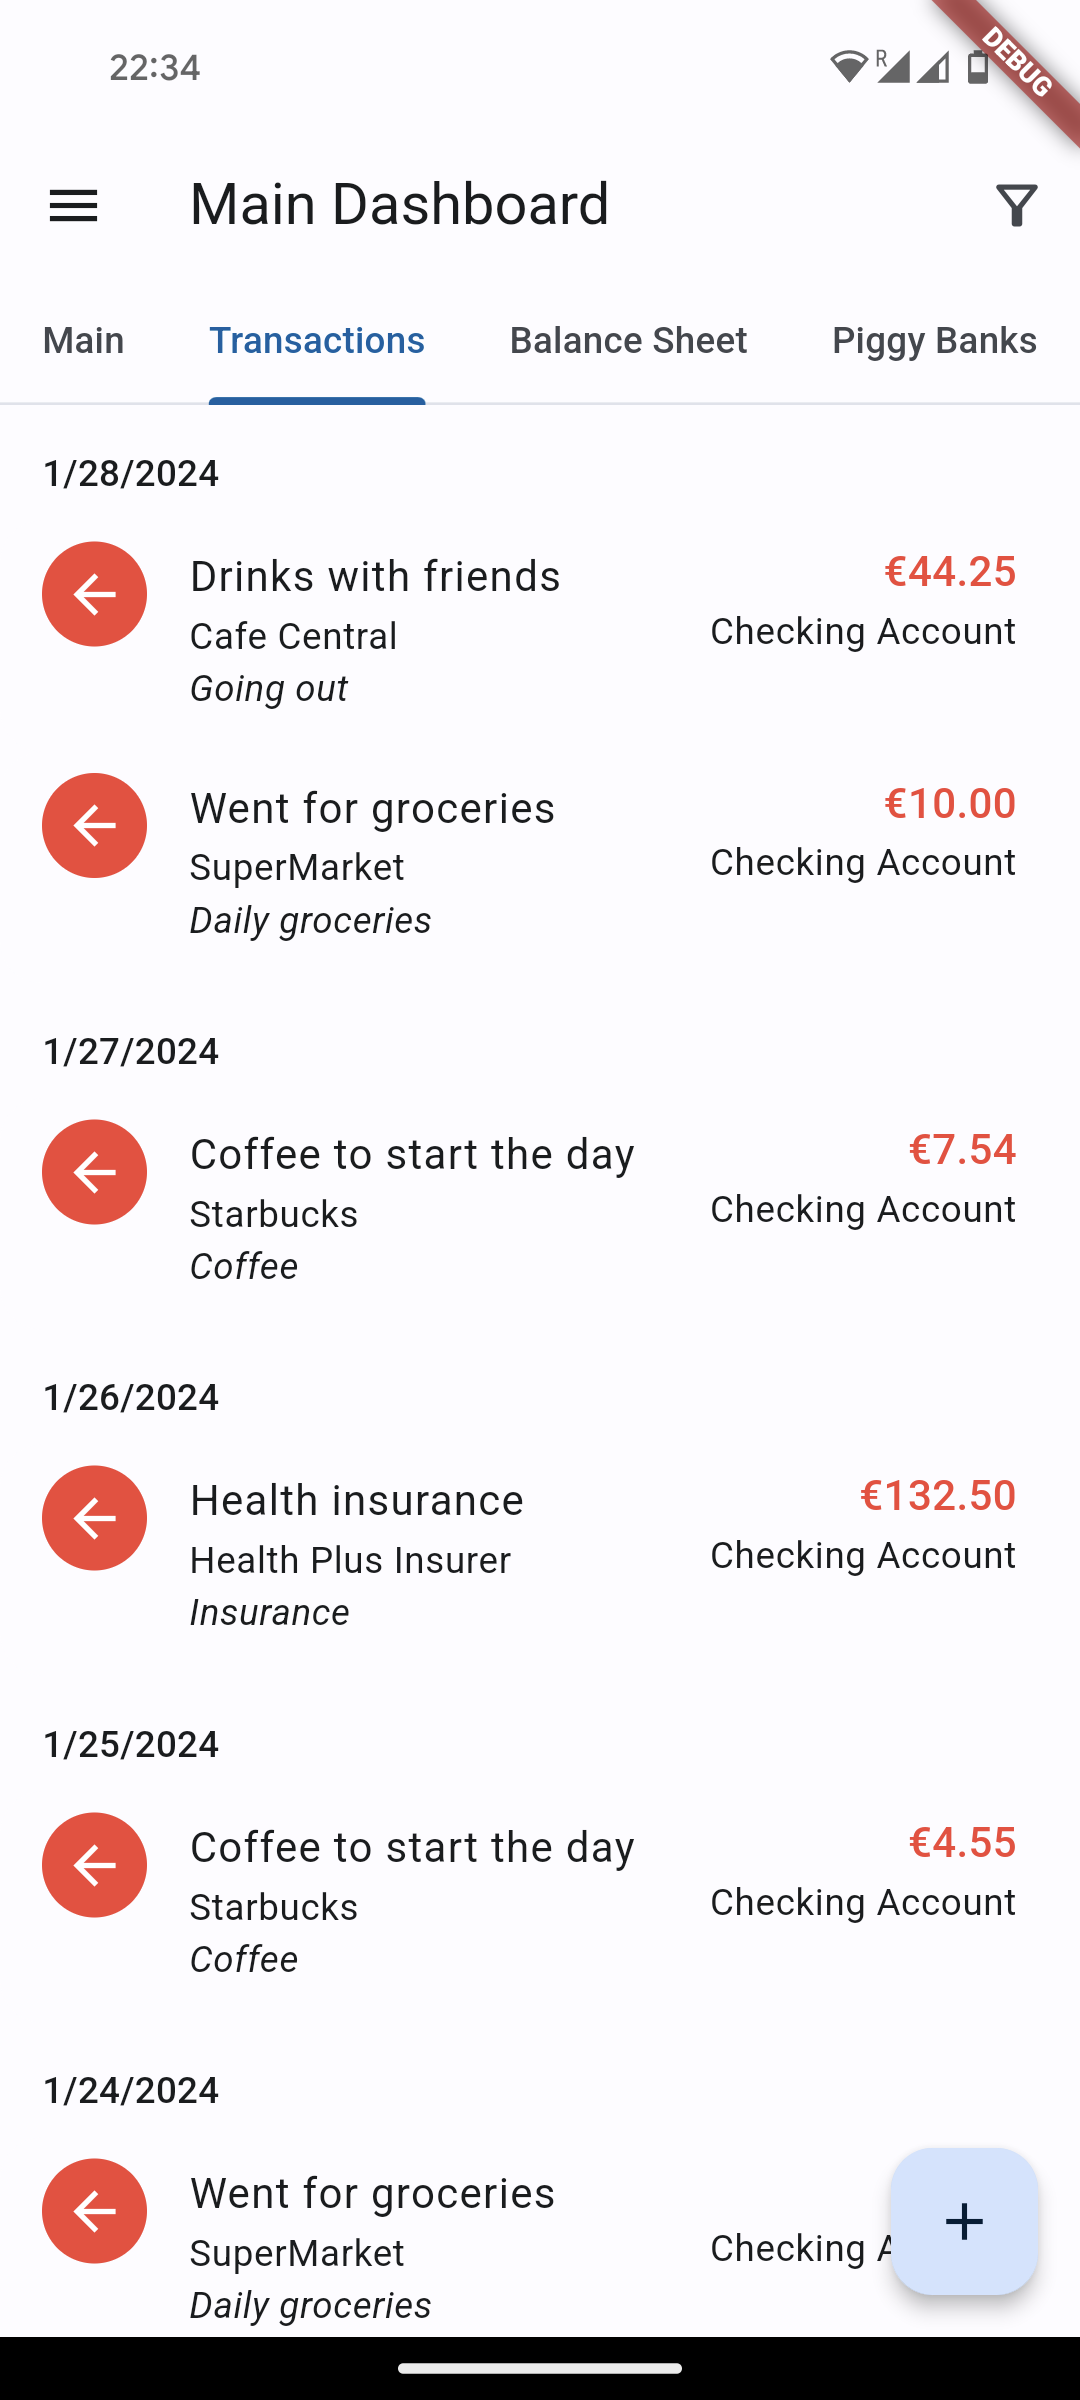 22:34
R
DEBUG
Main Dashboard
Main Transactions Balance Sheet Piggy Banks
1/28/2024
Drinks with friends €44.25
Cafe Central Checking Account
Going out
Went for groceries €10.00
SuperMarket Checking Account
Daily groceries
1/27/2024
Coffee to start the day €7.54
Starbucks Checking Account
Coffee
1/26/2024
Health insurance €132.50
Health Plus Insurer Checking Account
Insurance
1/25/2024
Coffee to start the day €4.55
Starbucks Checking Account
Coffee
1/24/2024
Went for groceries
SuperMarket Checking
Daily groceries